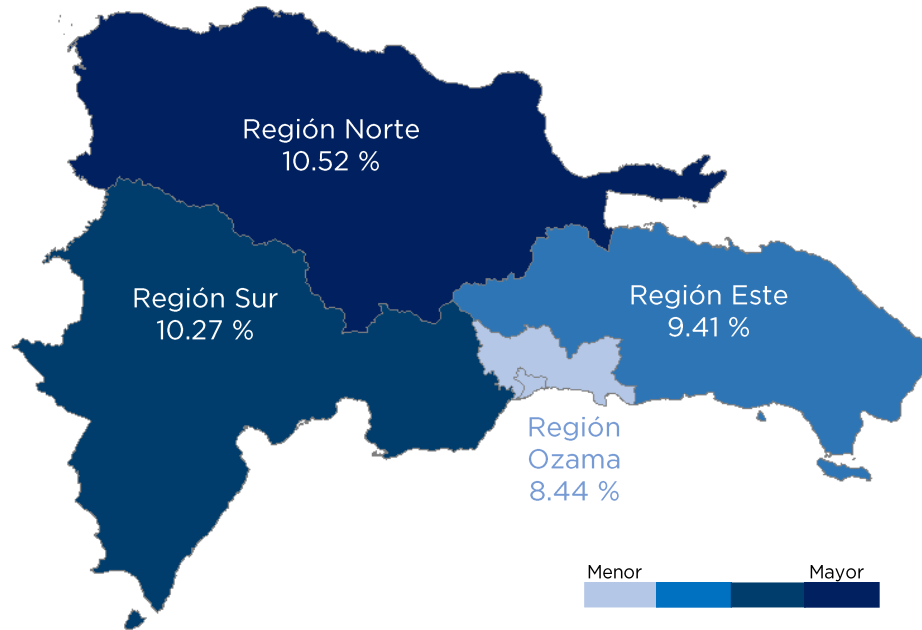 Región Norte
10.52 %
Región Sur
10.27 %
Región Este
9.41 %
Región
Ozama
8.44 %
Menor
Mayor